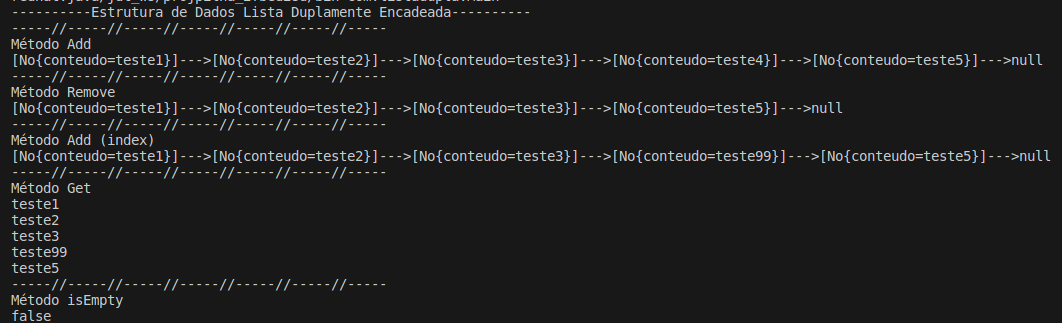 ----------Estrutura de Dados Lista Duplamente Encadeada----------
-----//-----//-----//-----//-----//-----//-----
Método Add
[No{conteudo=teste1}]--->[No{conteudo=teste2}]--->[No{conteudo=teste3}]--->[No{conteudo=teste4}]--->[No{conteudo=teste5}]--->null
-----//-----//-----//-----//-----//-----//-----
Método Remove
[No{conteudo=teste1}]--->[No{conteudo=teste2}]--->[No{conteudo=teste3}]--->[No{conteudo=teste5}]--->null
-----//-----//-----//-----//-----//-----//-----
Método Add (index)
[No{conteudo=teste1}]--->[No{conteudo=teste2}]--->[No{conteudo=teste3}]--->[No{conteudo=teste99}]--->[No{conteudo=teste5}]--->null
-----//-----//-----//-----//-----//-----//-----
Método Get
teste1
teste2
teste3
teste99
teste5
-----//-----//-----//-----//-----//-----//-----
Método isEmpty
false